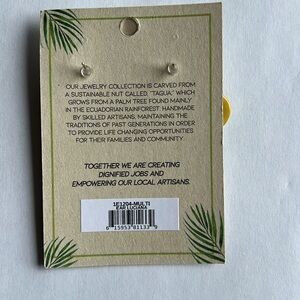 OUR JEWELRY COLLECTION IS CARVED FROM
A SUSTAINABLE NUT CALLED, "TAGUA," WHICH
GROWS FROM A PALM TREE FOUND MAINLY
IN THE ECUADORIAN RAINFOREST. HANDMADE
BY SKILLED ARTISANS, MAINTAINING THE
TRADITIONS OF PAST GENERATIONS IN ORDER
TO PROVIDE LIFE CHANGING OPPORTUNITIES
FOR THEIR FAMILIES AND COMMUNITY.
TOGETHER WE ARE CREATING
DIGNIFIED JOBS AND
EMPOWERING OUR LOCAL ARTISANS.
1E1204-MULTI
EAR LUCIANA
6 15953 81133 9